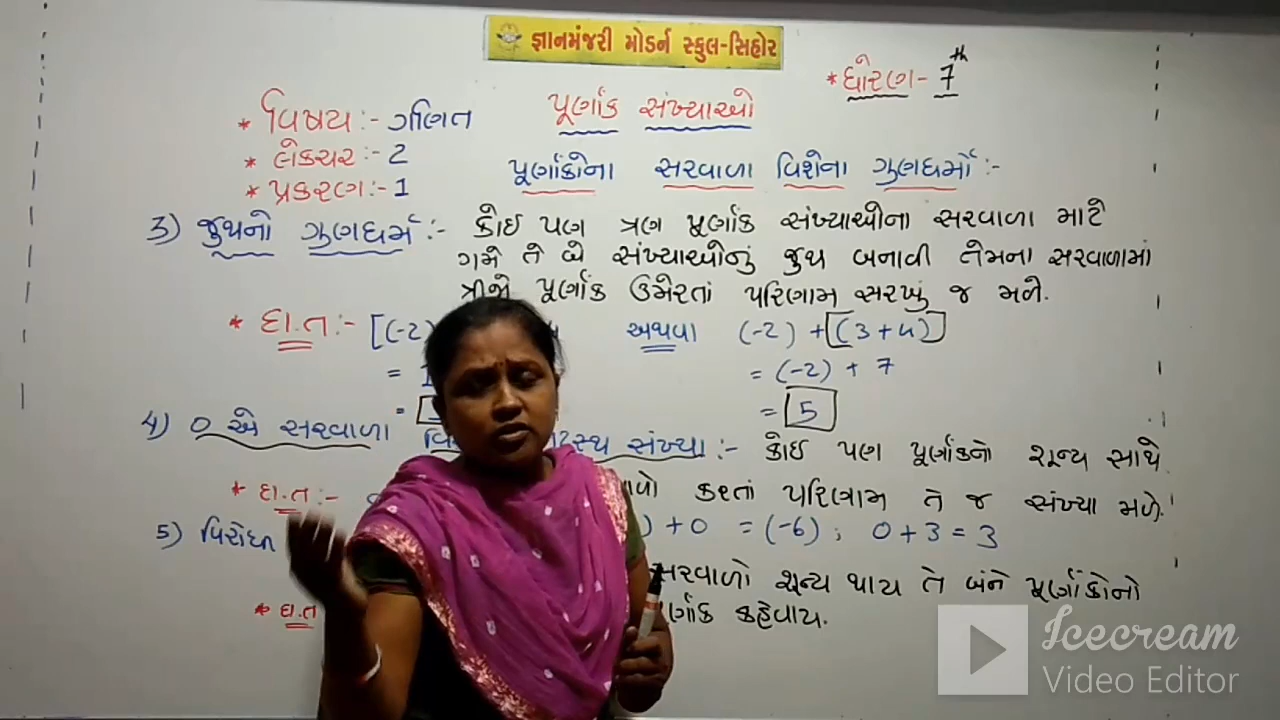 જ્ઞાનમંજરી મોડર્ન સ્કુલ-સિહોર
* ધોરણ- 7th
* વિષય :- ગણિત
પૂર્ણાંક સંખ્યાઓ
* લેકચર :- 2
* પ્રકરણ :- 1
પૂર્ણાંકોના સરવાળા વિશેના ગુણધર્મો :-
3) જુથનો ગુણધર્મ :- કોઈ પણ ત્રણ પૂર્ણાંક સંખ્યાઓના સરવાળા માટે
ગમે તે બે સંખ્યાઓનું જુથ બનાવી તેમના સરવાળામાં
ત્રીજો પૂર્ણાંક ઉમેરતાં પરિણામ સરખું જ મળે.
* દા.ત :- [(-2) અથવા (-2) + (3+4)
= = (-2) + 7
= = 5
4) 0 એ સરવાળા સંખ્યા :- કોઈ પણ પૂર્ણાંકનો શૂન્ય સાથે
કરતાં પરિણામ તે જ સંખ્યા મળે.
* દા.ત :- ) + 0 = (-6) ; 0 + 3 = 3
5) વિરોધી
સરવાળો શૂન્ય થાય તે બંને પૂર્ણાંકોનો
કહેવાય.
* દા.ત
Icecream
Video Editor